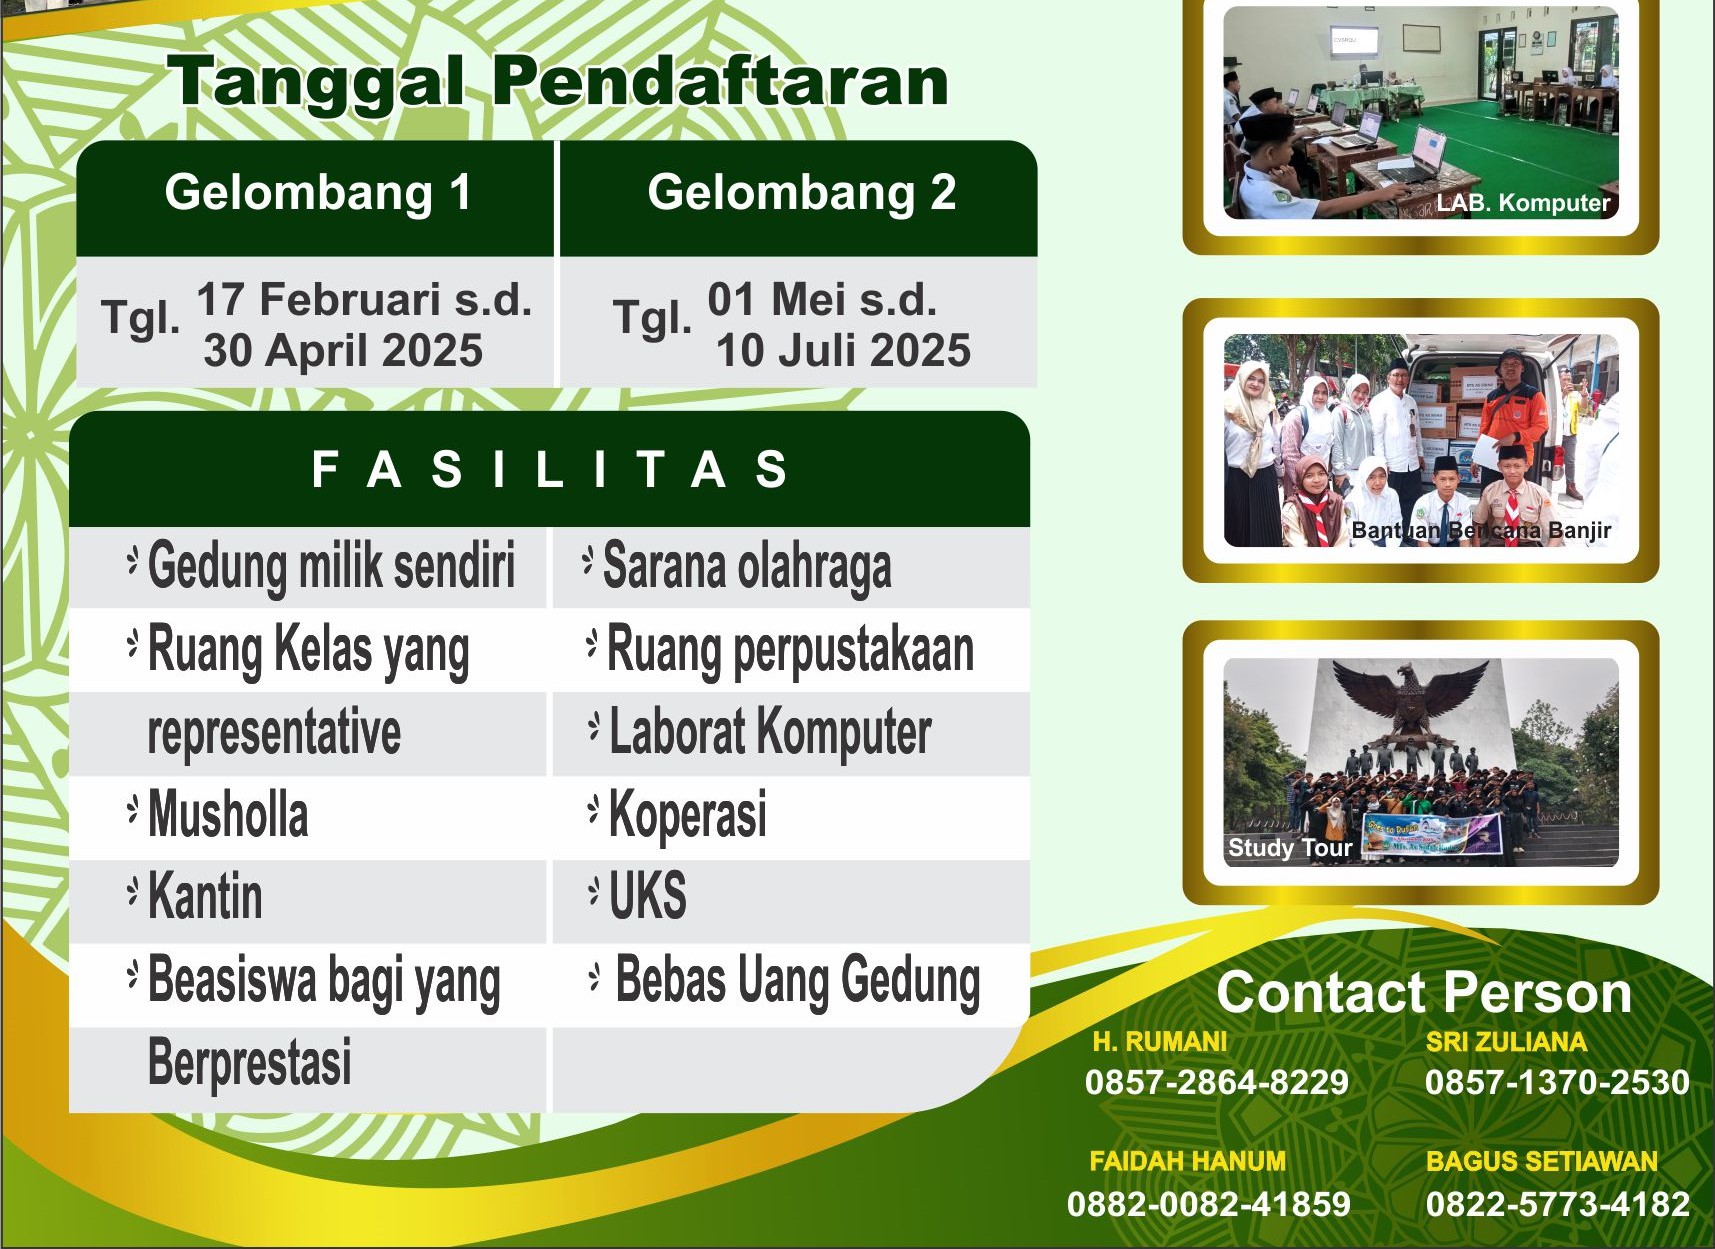 Tanggal Pendaftaran
Gelombang 1
Gelombang 2
Tgl. 17 Februari s.d.
30 April 2025
Tgl. 01 Mei s.d.
10 Juli 2025
F A S I L I T A S
Gedung milik sendiri
Ruang Kelas yang
representative
Musholla
Kantin
Beasiswa bagi yang
Berprestasi
Sarana olahraga
Ruang perpustakaan
Laborat Komputer
Koperasi
UKS
Bebas Uang Gedung
LAB. Komputer
Bantuan Bencana Banjir
Study Tour
Contact Person
H. RUMANI
0857-2864-8229
SRI ZULIANA
0857-1370-2530
FAIDAH HANUM
0882-0082-41859
BAGUS SETIAWAN
0822-5773-4182